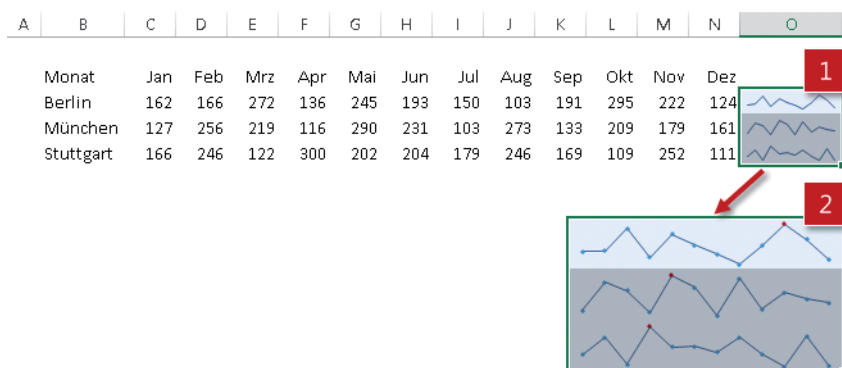 A B C D E F G H I J K L M N O
1
Monat Jan Feb Mrz Apr Mai Jun Jul Aug Sep Okt Nov Dez
Berlin 162 166 272 136 245 193 150 103 191 295 222 124
München 127 256 219 116 290 231 103 273 133 209 179 161
Stuttgart 166 246 122 300 202 204 179 246 169 109 252 111
2